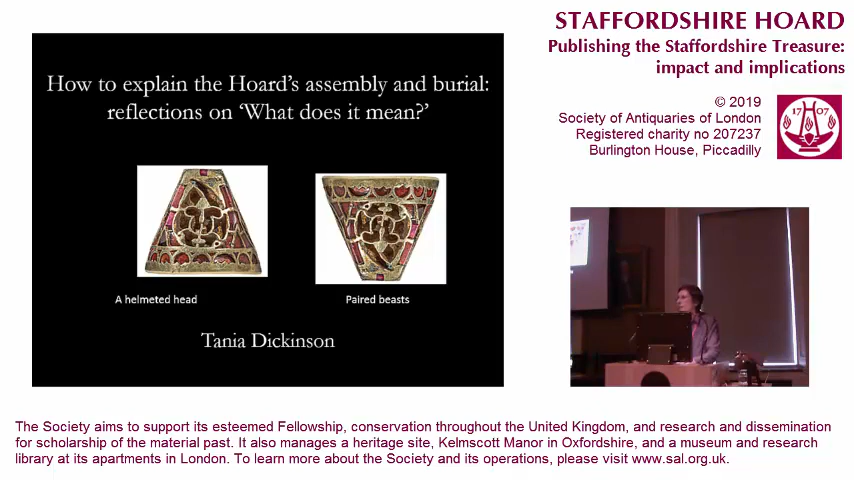 STAFFORDSHIRE HOARD
Publishing the Staffordshire Treasure:
impact and implications
© 2019
Society of Antiquaries of London
Registered charity no 207237
Burlington House, Piccadilly
17 07
How to explain the Hoard's assembly and burial:
reflections on 'What does it mean?'
A helmeted head
Paired beasts
Tania Dickinson
The Society aims to support its esteemed Fellowship, conservation throughout the United Kingdom, and research and dissemination
for scholarship of the material past. It also manages a heritage site, Kelmscott Manor in Oxfordshire, and a museum and research
library at its apartments in London. To learn more about the Society and its operations, please visit www.sal.org.uk.